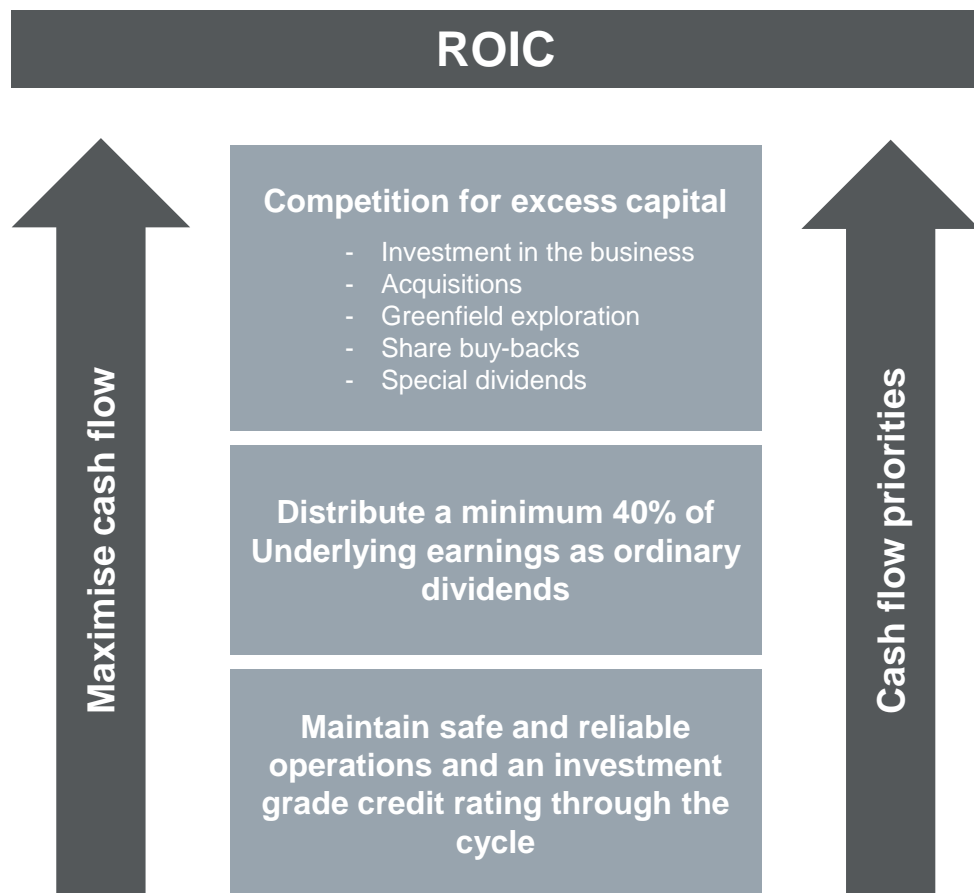 ROIC
Maximise cash flow
Competition for excess capital
- Investment in the business
- Acquisitions
- Greenfield exploration
- Share buy-backs
- Special dividends
Distribute a minimum 40% of
Underlying earnings as ordinary
dividends
Maintain safe and reliable
operations and an investment
grade credit rating through the
cycle
Cash flow priorities